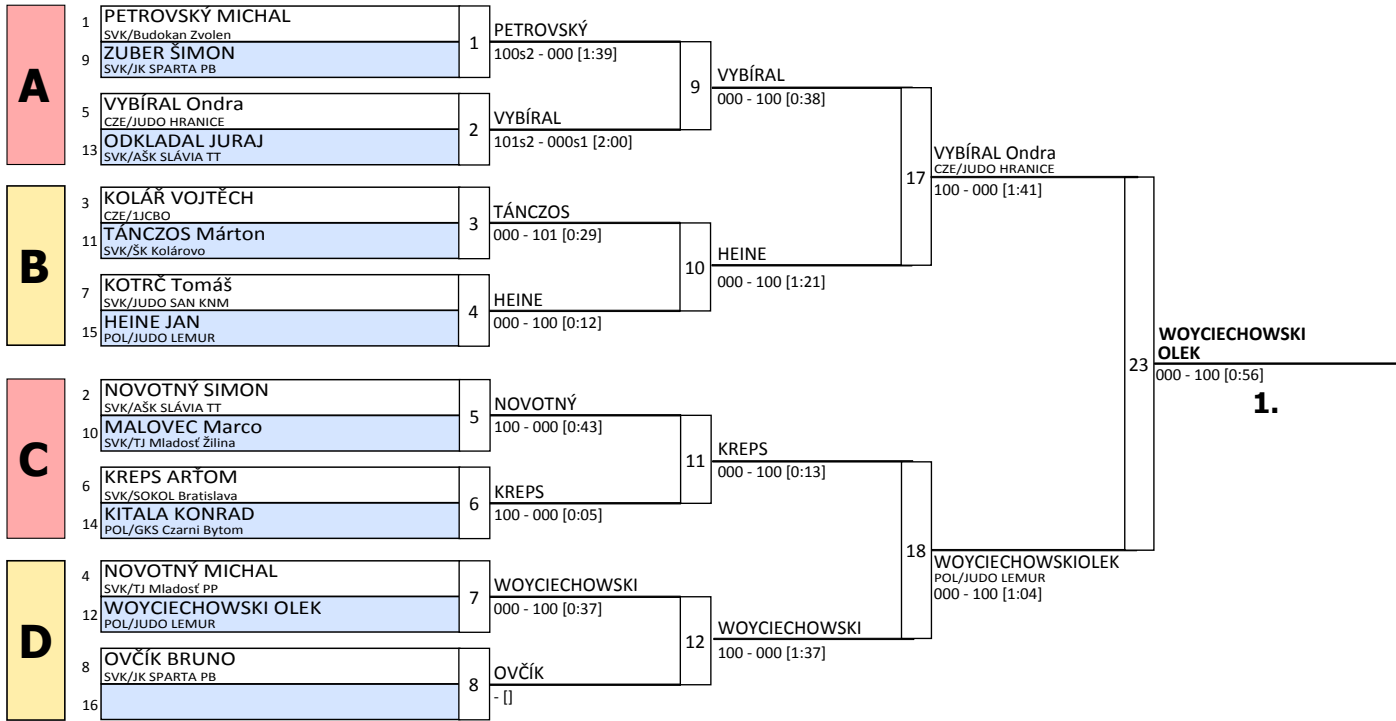 A
1 PETROVSKÝ MICHAL
SVK/Budokan Zvolen
9 ZUBER ŠIMON
SVK/JK SPARTA PB
1
PETROVSKÝ
100s2 - 000 [1:39]
5 VYBÍRAL Ondra
CZE/JUDO HRANICE
13 ODKLADAL JURAJ
SVK/AŠK SLÁVIA TT
2
VYBÍRAL
101s2 - 000s1 [2:00]
9
VYBÍRAL
000 - 100 [0:38]
B
3 KOLÁŘ VOJTĚCH
CZE/1JCBO
11 TÁNCZOS Márton
SVK/ŠK Kolárovo
3
TÁNCZOS
000 - 101 [0:29]
7 KOTRČ Tomáš
SVK/JUDO SAN KNM
15 HEINE JAN
POL/JUDO LEMUR
4
HEINE
000 - 100 [0:12]
10
HEINE
000 - 100 [1:21]
17
VYBÍRAL Ondra
CZE/JUDO HRANICE
100 - 000 [1:41]
C
2 NOVOTNÝ SIMON
SVK/AŠK SLÁVIA TT
10 MALOVEC Marco
SVK/TJ Mladosť Žilina
5
NOVOTNÝ
100 - 000 [0:43]
6 KREPS ARŤOM
SVK/SOKOL Bratislava
14 KITALA KONRAD
POL/GKS Czarni Bytom
6
KREPS
100 - 000 [0:05]
11
KREPS
000 - 100 [0:13]
D
4 NOVOTNÝ MICHAL
SVK/TJ Mladosť PP
12 WOYCIECHOWSKI OLEK
POL/JUDO LEMUR
7
WOYCIECHOWSKI
000 - 100 [0:37]
8 OVČÍK BRUNO
SVK/JK SPARTA PB
16
8
OVČÍK
- []
12
WOYCIECHOWSKI
100 - 000 [1:37]
18
WOYCIECHOWSKIOLEK
POL/JUDO LEMUR
000 - 100 [1:04]
23
WOYCIECHOWSKI
OLEK
000 - 100 [0:56]
1.